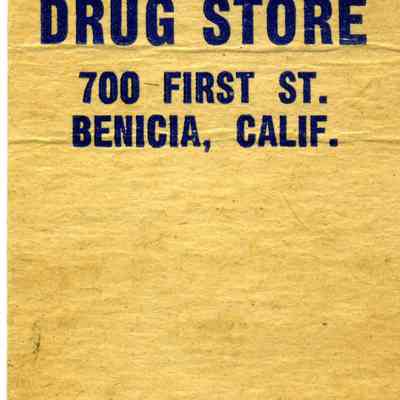 DRUG STORE
700 FIRST ST.
BENICIA, CALIF.